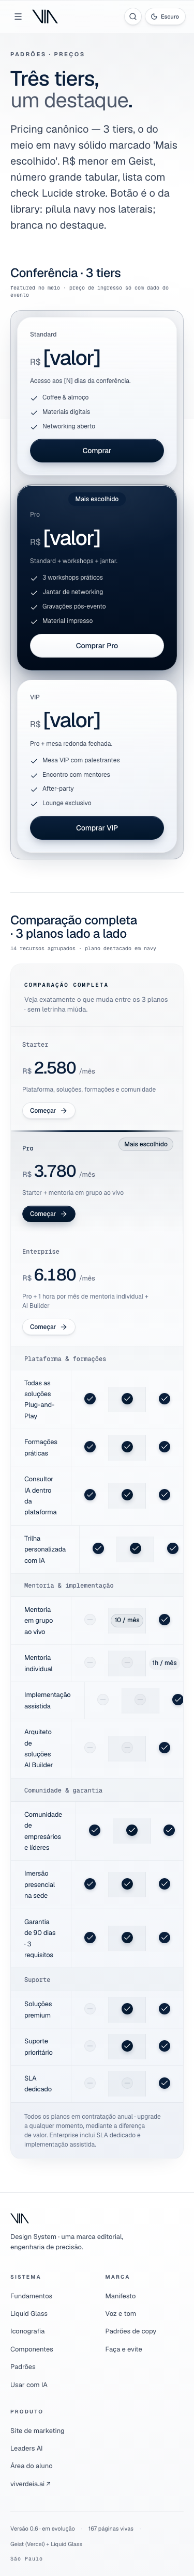 VIA
Escuro
PADRÕES · PREÇOS
Três tiers,
um destaque.
Pricing canônico — 3 tiers, o do
meio em navy sólido marcado 'Mais
escolhido'. R$ menor em Geist,
número grande tabular, lista com
check Lucide stroke. Botão é o da
library: pílula navy nos laterais;
branca no destaque.
Conferência · 3 tiers
featured no meio · preço de ingresso só com dado do
evento
Standard
R$ [valor]
Acesso aos [N] dias da conferência.
Coffee & almoço
Materiais digitais
Networking aberto
Comprar
Mais escolhido
Pro
R$ [valor]
Standard + workshops + jantar.
3 workshops práticos
Jantar de networking
Gravações pós-evento
Material impresso
Comprar Pro
VIP
R$ [valor]
Pro + mesa redonda fechada.
Mesa VIP com palestrantes
Encontro com mentores
After-party
Lounge exclusivo
Comprar VIP
Comparação completa
· 3 planos lado a lado
14 recursos agrupados · plano destacado em navy
COMPARAÇÃO COMPLETA
Veja exatamente o que muda entre os 3 planos
· sem letrinha miúda.
Starter
R$ 2.580 /mês
Plataforma, soluções, formações e comunidade
Começar →
Mais escolhido
Pro
R$ 3.780 /mês
Starter + mentoria em grupo ao vivo
Começar →
Enterprise
R$ 6.180 /mês
Pro + 1 hora por mês de mentoria individual +
AI Builder
Começar →
Plataforma & formações
Todas as
soluções
Plug-and-
Play
Formações
práticas
Consultor
IA dentro
da
plataforma
Trilha
personalizada
com IA
Mentoria & implementação
Mentoria
em grupo
ao vivo
10 / mês
Mentoria
individual
1h / mês
Implementação
assistida
Arquiteto
de
soluções
AI Builder
Comunidade & garantia
Comunidade
de
empresários
e líderes
Imersão
presencial
na sede
Garantia
de 90 dias
· 3
requisitos
Suporte
Soluções
premium
Suporte
prioritário
SLA
dedicado
Todos os planos em contratação anual · upgrade
a qualquer momento, mediante a diferença
de valor. Enterprise inclui SLA dedicado e
implementação assistida.
VIA
Design System · uma marca editorial,
engenharia de precisão.
SISTEMA
Fundamentos
Liquid Glass
Iconografia
Componentes
Padrões
Usar com IA
MARCA
Manifesto
Voz e tom
Padrões de copy
Faça e evite
PRODUTO
Site de marketing
Leaders AI
Área do aluno
viverdeia.ai ↗
Versão 0.6 · em evolução
167 páginas vivas
Geist (Vercel) + Liquid Glass
São Paulo